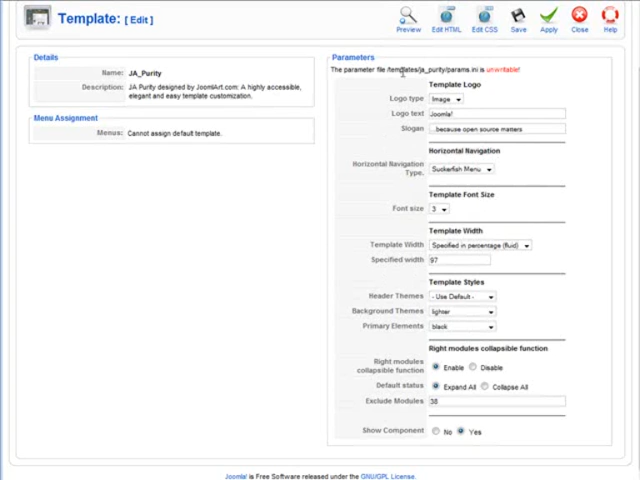 Template: [ Edit ]
Preview Edit HTML Edit CSS Save Apply Close Help
Details
Name: JA_Purity
Description: JA Purity designed by JoomlArt.com: A highly accessible,
elegant and easy template customization.
Menu Assignment
Menus: Cannot assign default template.
Parameters
The parameter file /templates/ja_purity/params.ini is unwritable!
Template Logo
Logo type Image
Logo text Joomla!
Slogan ...because open source matters
Horizontal Navigation
Horizontal Navigation
Type. Suckerfish Menu
Template Font Size
Font size 3
Template Width
Template Width Specified in percentage (fluid)
Specified width 97
Template Styles
Header Themes - Use Default -
Background Themes lighter
Primary Elements black
Right modules collapsible function
Right modules
collapsible function Enable Disable
Default status Expand All Collapse All
Exclude Modules 38
Show Component No Yes
Joomla! is Free Software released under the GNU/GPL License.